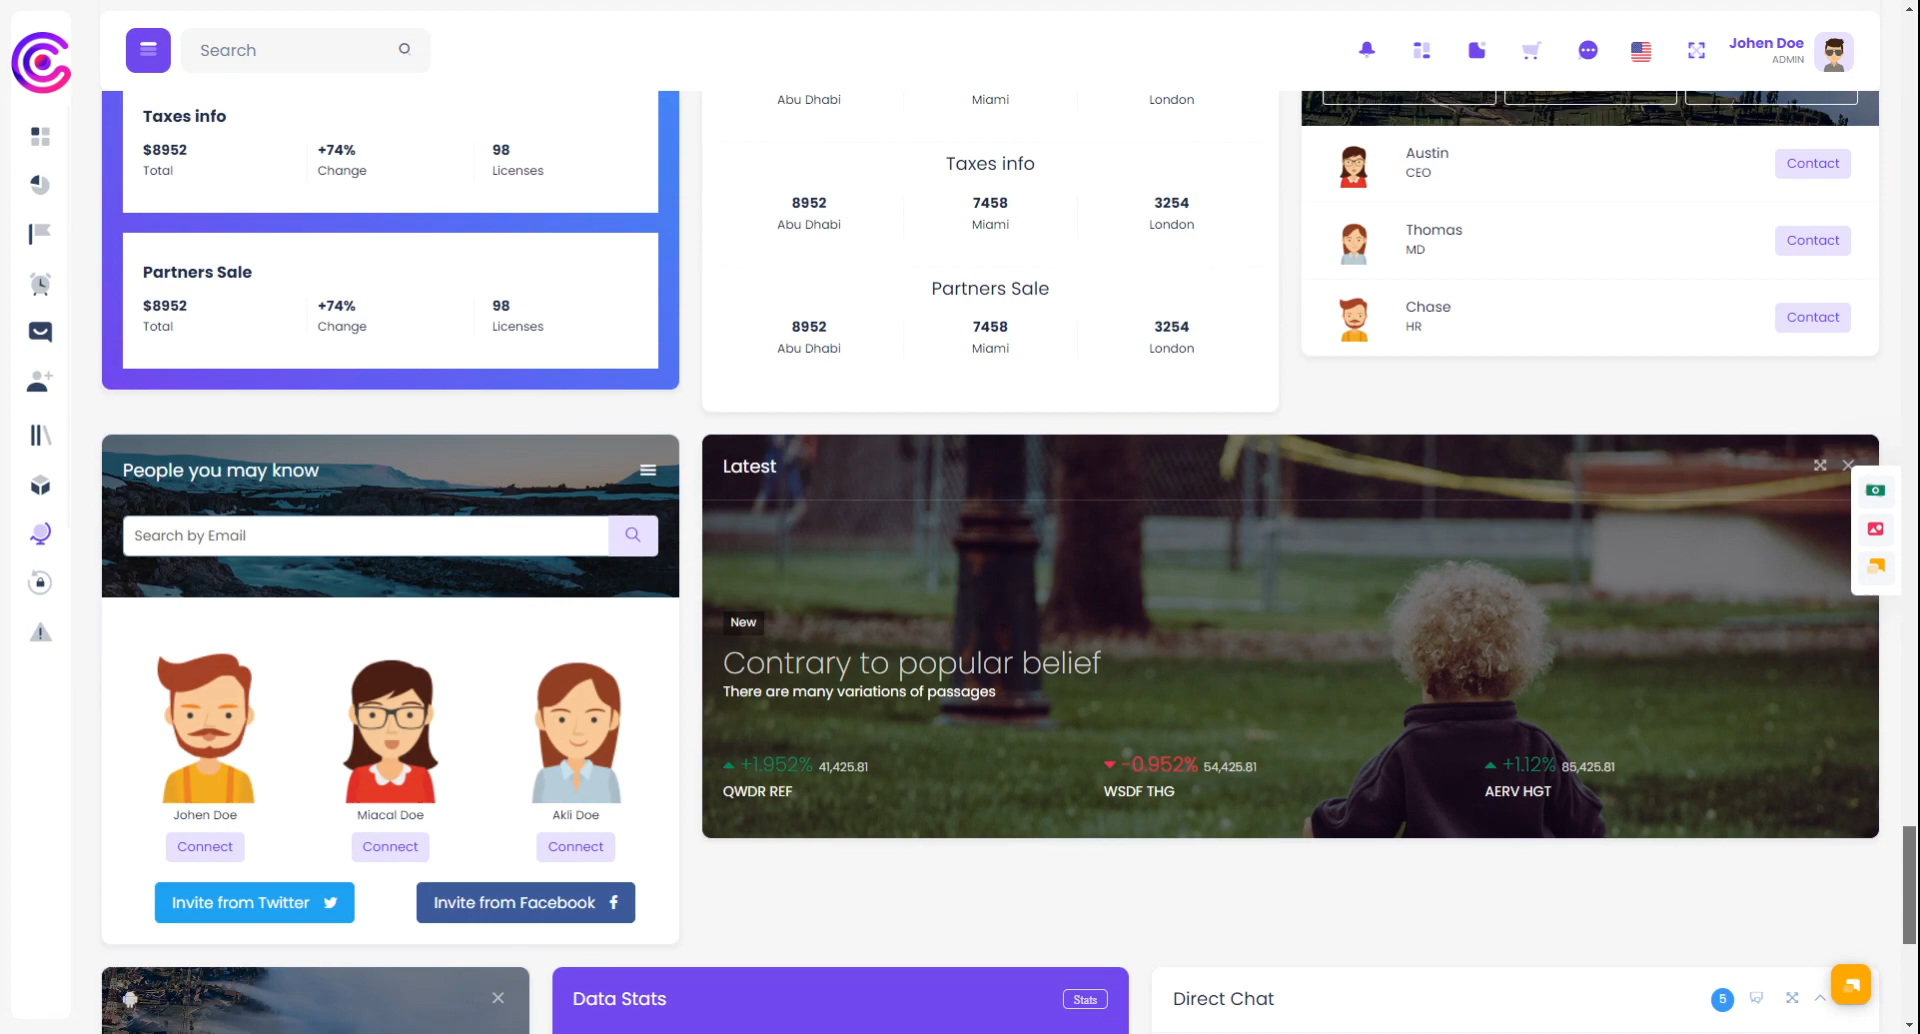 Search
Johen Doe
ADMIN
Taxes info
$8952
+74%
98
Total
Change
Licenses
Partners Sale
$8952
+74%
98
Total
Change
Licenses
Abu Dhabi
Miami
London
Taxes info
8952
7458
3254
Abu Dhabi
Miami
London
Partners Sale
8952
7458
3254
Abu Dhabi
Miami
London
Austin
CEO
Contact
Thomas
MD
Contact
Chase
HR
Contact
People you may know
Search by Email
Johen Doe
Miacal Doe
Akli Doe
Connect
Connect
Connect
Invite from Twitter
Invite from Facebook
Latest
New
Contrary to popular belief
There are many variations of passages
+1.952% 41,425.81
QWDR REF
-0.952% 54,425.81
WSDF THG
+1.12% 85,425.81
AERV HGT
Data Stats
Stats
Direct Chat
5